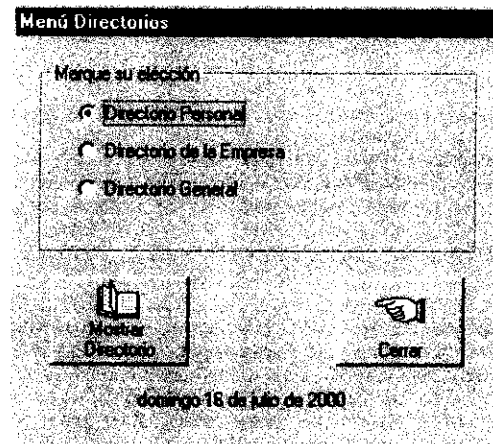 Menú Directorios
Marque su elección
Directorio Personal
Directorio de la Empresa
Directorio General
Mostrar
Directorio
Cerrar
domingo 16 de julio de 2000